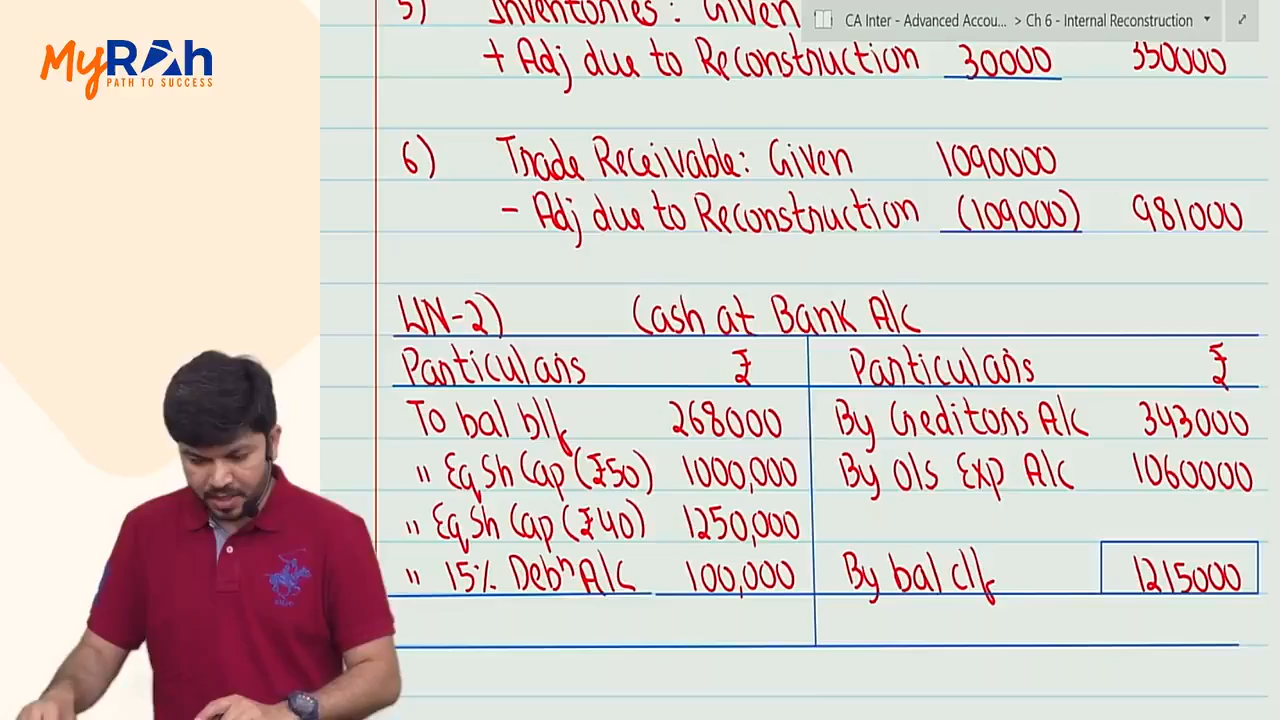 5) Inventories: Given
CA Inter - Advanced Accou... > Ch 6 - Internal Reconstruction
MyRAh
PATH TO SUCCESS
+ Adj due to Reconstruction 30000 350000
6) Trade Receivable: Given 1090000
- Adj due to Reconstruction (109000) 981000
WN-2) Cash at Bank A/c
Particulars ₹ Particulars ₹
To bal b/f 268000 By Creditors A/c 343000
" Eq Sh Cap (₹50) 1000,000 By O/s Exp A/c 1060000
" Eq Sh Cap (₹40) 1250,000
" 15% Debn A/c 100,000 By bal c/f 1215000